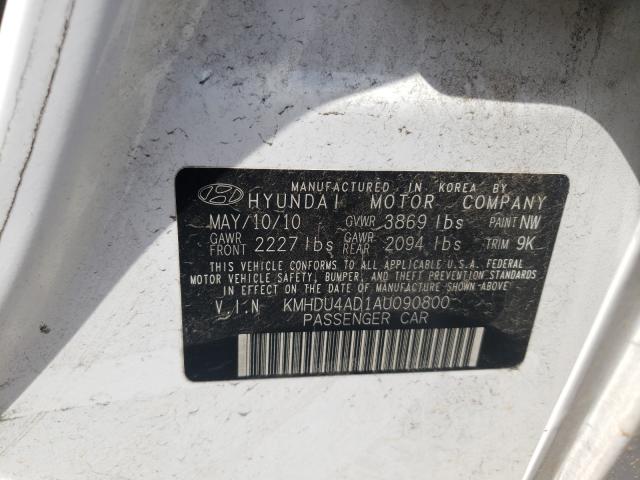 MANUFACTURED IN KOREA BY
HYUNDAI MOTOR COMPANY
MAY/10/10 GVWR 3869 lbs PAINT NW
GAWR FRONT 2227 lbs GAWR REAR 2094 lbs TRIM 9K
THIS VEHICLE CONFORMS TO ALL APPLICABLE U.S. FEDERAL
MOTOR VEHICLE SAFETY, BUMPER, AND THEFT PREVENTION STANDARDS
IN EFFECT ON THE DATE OF MANUFACTURE SHOWN ABOVE.
V.I.N KMHDU4AD1AU090800
PASSENGER CAR